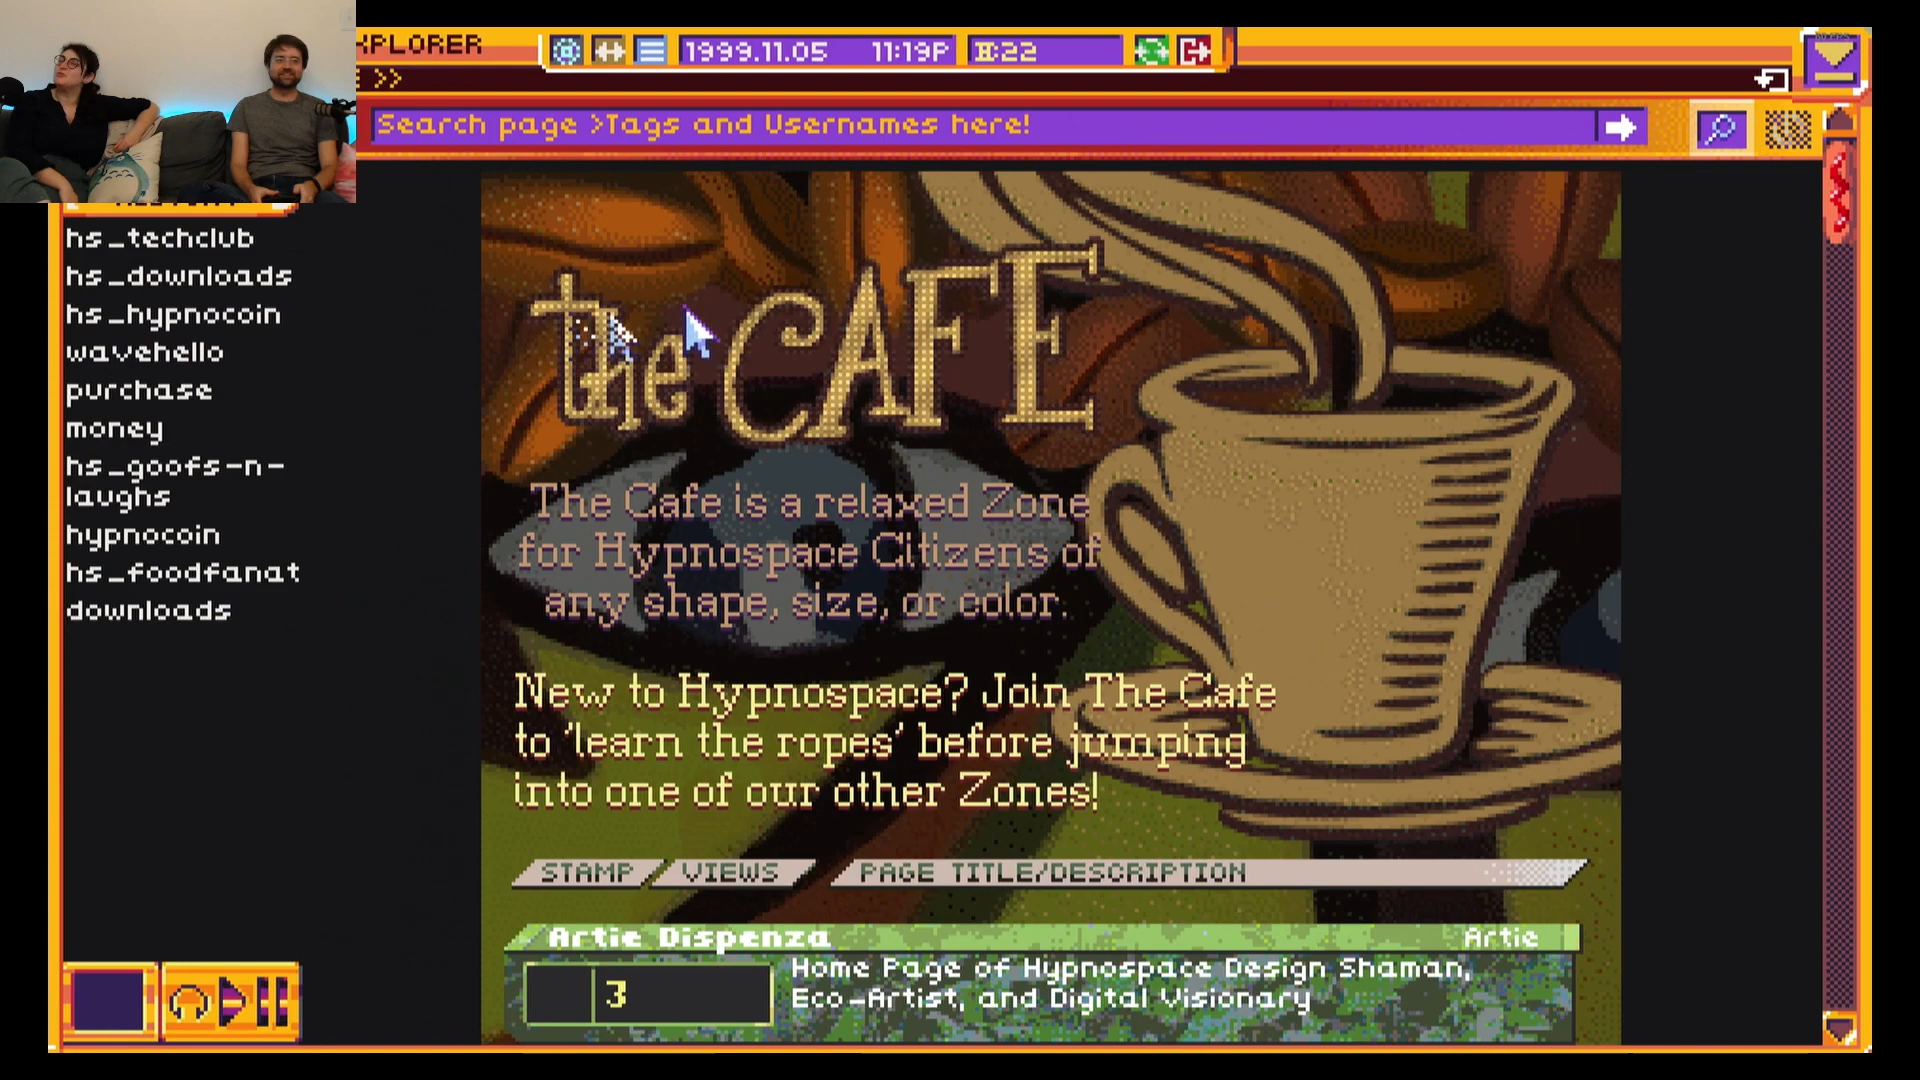 XPLORER
1999.11.05 11:19P
22
>>
Search page >Tags and Usernames here!
hs_techclub
hs_downloads
hs_hypnocoin
wavehello
purchase
money
hs_goofs-n-
laughs
hypnocoin
hs_foodfanat
downloads
the CAFE
The Cafe is a relaxed Zone
for Hypnospace Citizens of
any shape, size, or color.
New to Hypnospace? Join The Cafe
to 'learn the ropes' before jumping
into one of our other Zones!
STAMP VIEWS PAGE TITLE/DESCRIPTION
Artie Dispenza Artie
3
Home Page of Hypnospace Design Shaman,
Eco-Artist, and Digital Visionary